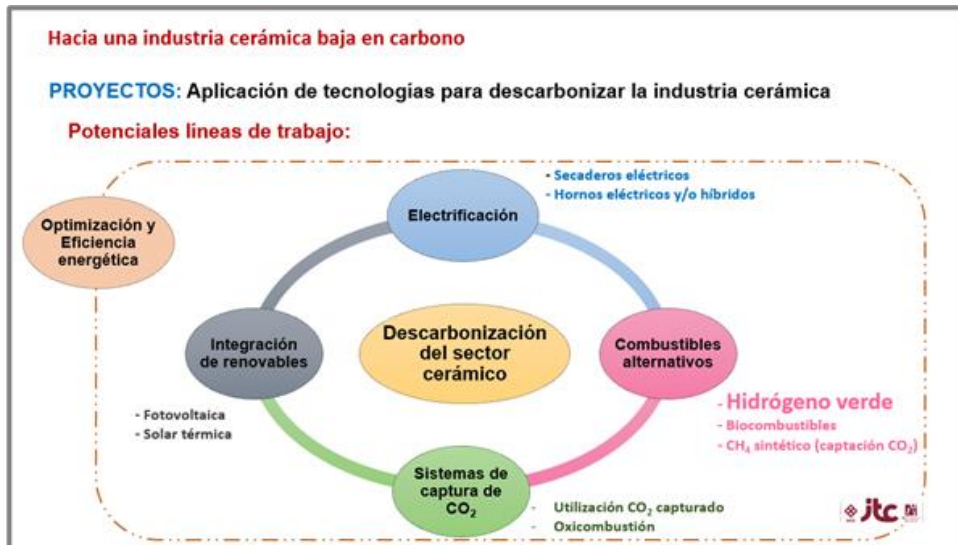 Hacia una industria cerámica baja en carbono
PROYECTOS: Aplicación de tecnologías para descarbonizar la industria cerámica
Potenciales líneas de trabajo:
Optimización y
Eficiencia
energética
Electrificación
- Secaderos eléctricos
- Hornos eléctricos y/o híbridos
Integración
de renovables
- Fotovoltaica
- Solar térmica
Descarbonización
del sector
cerámico
Combustibles
alternativos
- Hidrógeno verde
- Biocombustibles
- CH₄ sintético (captación CO₂)
Sistemas de
captura de
CO₂
- Utilización CO₂ capturado
- Oxicombustión
itc